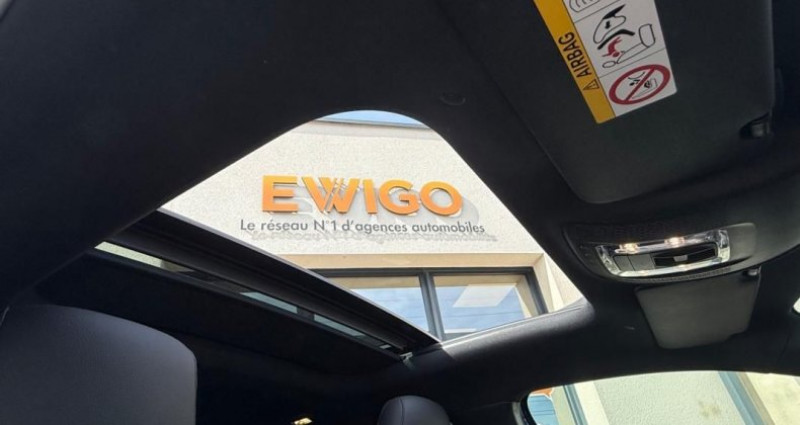 AIRBAG
EWIGO
Le réseau N°1 d'agences automobiles